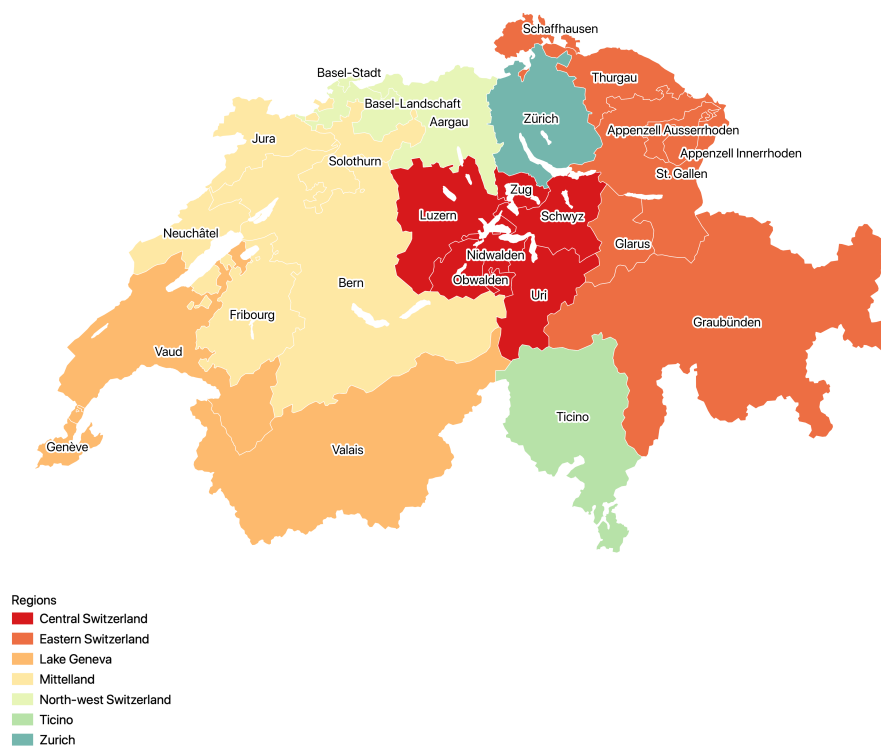 Schaffhausen
Basel-Stadt
Thurgau
Basel-Landschaft
Aargau
Zürich
Appenzell Ausserrhoden
Jura
Appenzell Innerrhoden
Solothurn
St. Gallen
Zug
Luzern
Schwyz
Neuchâtel
Glarus
Nidwalden
Obwalden
Bern
Uri
Fribourg
Graubünden
Vaud
Ticino
Genève
Valais
Regions
Central Switzerland
Eastern Switzerland
Lake Geneva
Mittelland
North-west Switzerland
Ticino
Zurich